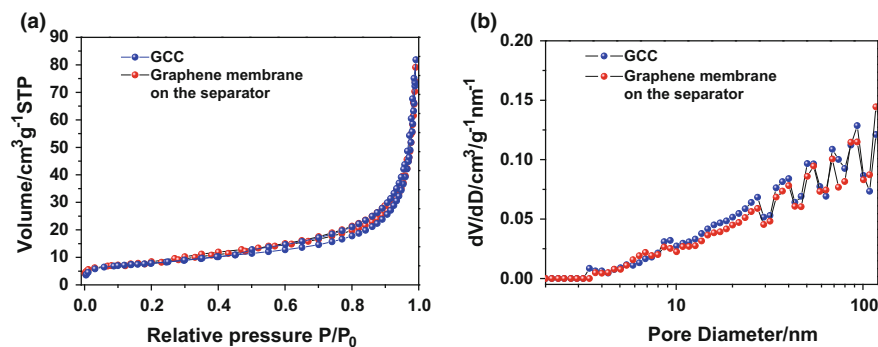 (a)
Volume/cm³g⁻¹STP
90
80
70
60
50
40
30
20
10
0
GCC
Graphene membrane
on the separator
0.0 0.2 0.4 0.6 0.8 1.0
Relative pressure P/P₀
(b)
dV/dD/cm³/g⁻¹nm⁻¹
0.20
0.15
0.10
0.05
0.00
GCC
Graphene membrane
on the separator
10 100
Pore Diameter/nm